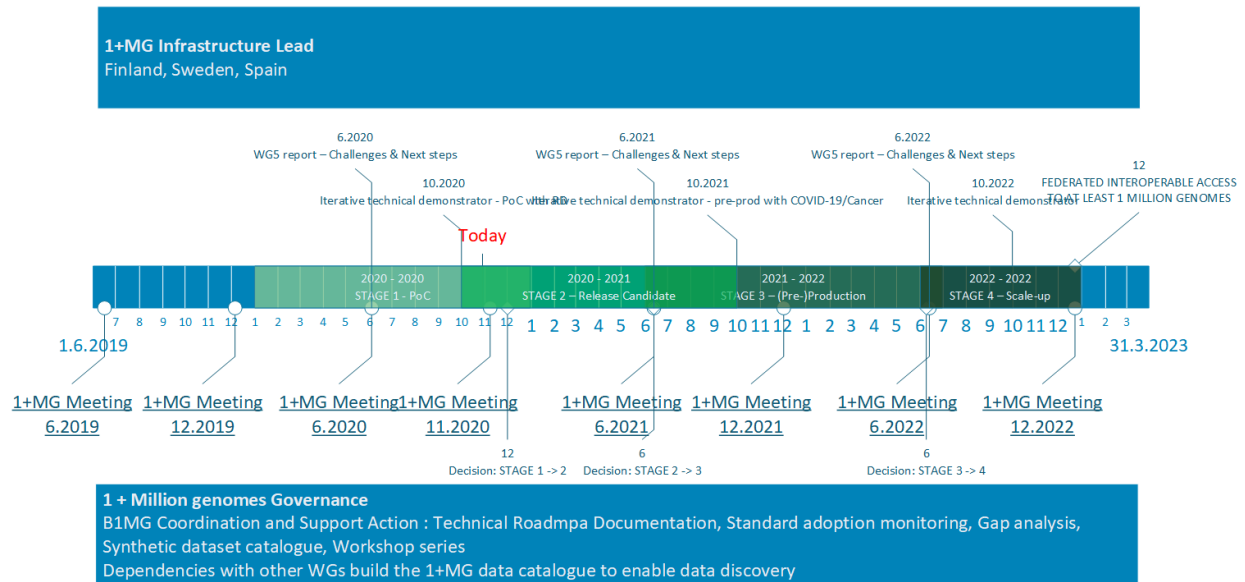 1+MG Infrastructure Lead
Finland, Sweden, Spain
6.2020
WG5 report – Challenges & Next steps
6.2021
WG5 report – Challenges & Next steps
6.2022
WG5 report – Challenges & Next steps
12
FEDERATED INTEROPERABLE ACCESS
TO AT LEAST 1 MILLION GENOMES
10.2020
Iterative technical demonstrator - PoC with RD
10.2021
Iterative technical demonstrator - pre-prod with COVID-19/Cancer
10.2022
Iterative technical demonstrator
Today
2020 - 2020
STAGE 1 - PoC
2020 - 2021
STAGE 2 – Release Candidate
2021 - 2022
STAGE 3 – (Pre-)Production
2022 - 2022
STAGE 4 – Scale-up
7 8 9 10 11 12 1 2 3 4 5 6 7 8 9 10 11 12 1 2 3 4 5 6 7 8 9 10 11 12 1 2 3 4 5 6 7 8 9 10 11 12 1 2 3
1.6.2019
31.3.2023
1+MG Meeting
6.2019
1+MG Meeting
12.2019
1+MG Meeting
6.2020
1+MG Meeting
11.2020
1+MG Meeting
6.2021
1+MG Meeting
12.2021
1+MG Meeting
6.2022
1+MG Meeting
12.2022
12
Decision: STAGE 1 -> 2
6
Decision: STAGE 2 -> 3
6
Decision: STAGE 3 -> 4
1 + Million genomes Governance
B1MG Coordination and Support Action : Technical Roadmpa Documentation, Standard adoption monitoring, Gap analysis,
Synthetic dataset catalogue, Workshop series
Dependencies with other WGs build the 1+MG data catalogue to enable data discovery